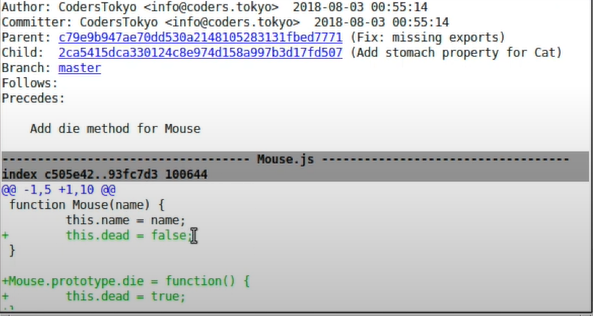 Author: CodersTokyo <info@coders.tokyo>  2018-08-03 00:55:14
Committer: CodersTokyo <info@coders.tokyo>  2018-08-03 00:55:14
Parent: c79e9b947ae70dd530a2148105283131fbed7771 (Fix: missing exports)
Child:  2ca5415dca330124c8e974d158a997b3d17fd507 (Add stomach property for Cat)
Branch: master
Follows:
Precedes:
    Add die method for Mouse
--------------------------------- Mouse.js ---------------------------------
index c505e42..93fc7d3 100644
@@ -1,5 +1,10 @@
 function Mouse(name) {
        this.name = name;
+       this.dead = false;
 }
+Mouse.prototype.die = function() {
+       this.dead = true;